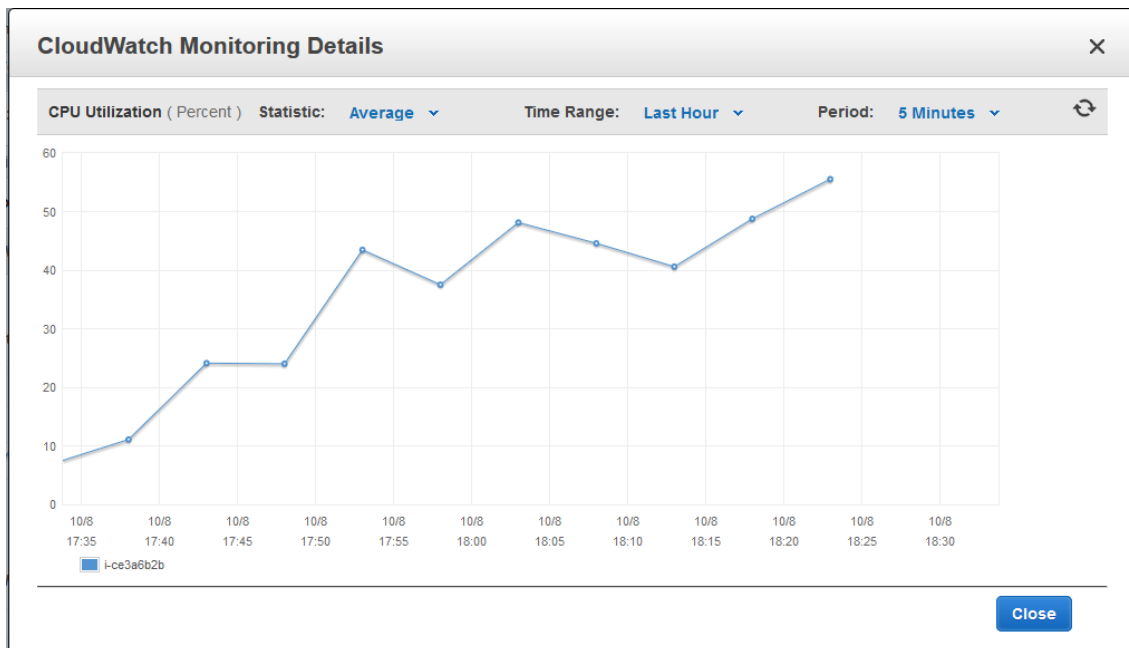 CloudWatch Monitoring Details
CPU Utilization ( Percent ) Statistic: Average Time Range: Last Hour Period: 5 Minutes
60
50
40
30
20
10
0
10/8 10/8 10/8 10/8 10/8 10/8 10/8 10/8 10/8 10/8 10/8 10/8
17:35 17:40 17:45 17:50 17:55 18:00 18:05 18:10 18:15 18:20 18:25 18:30
i-ce3a6b2b
Close